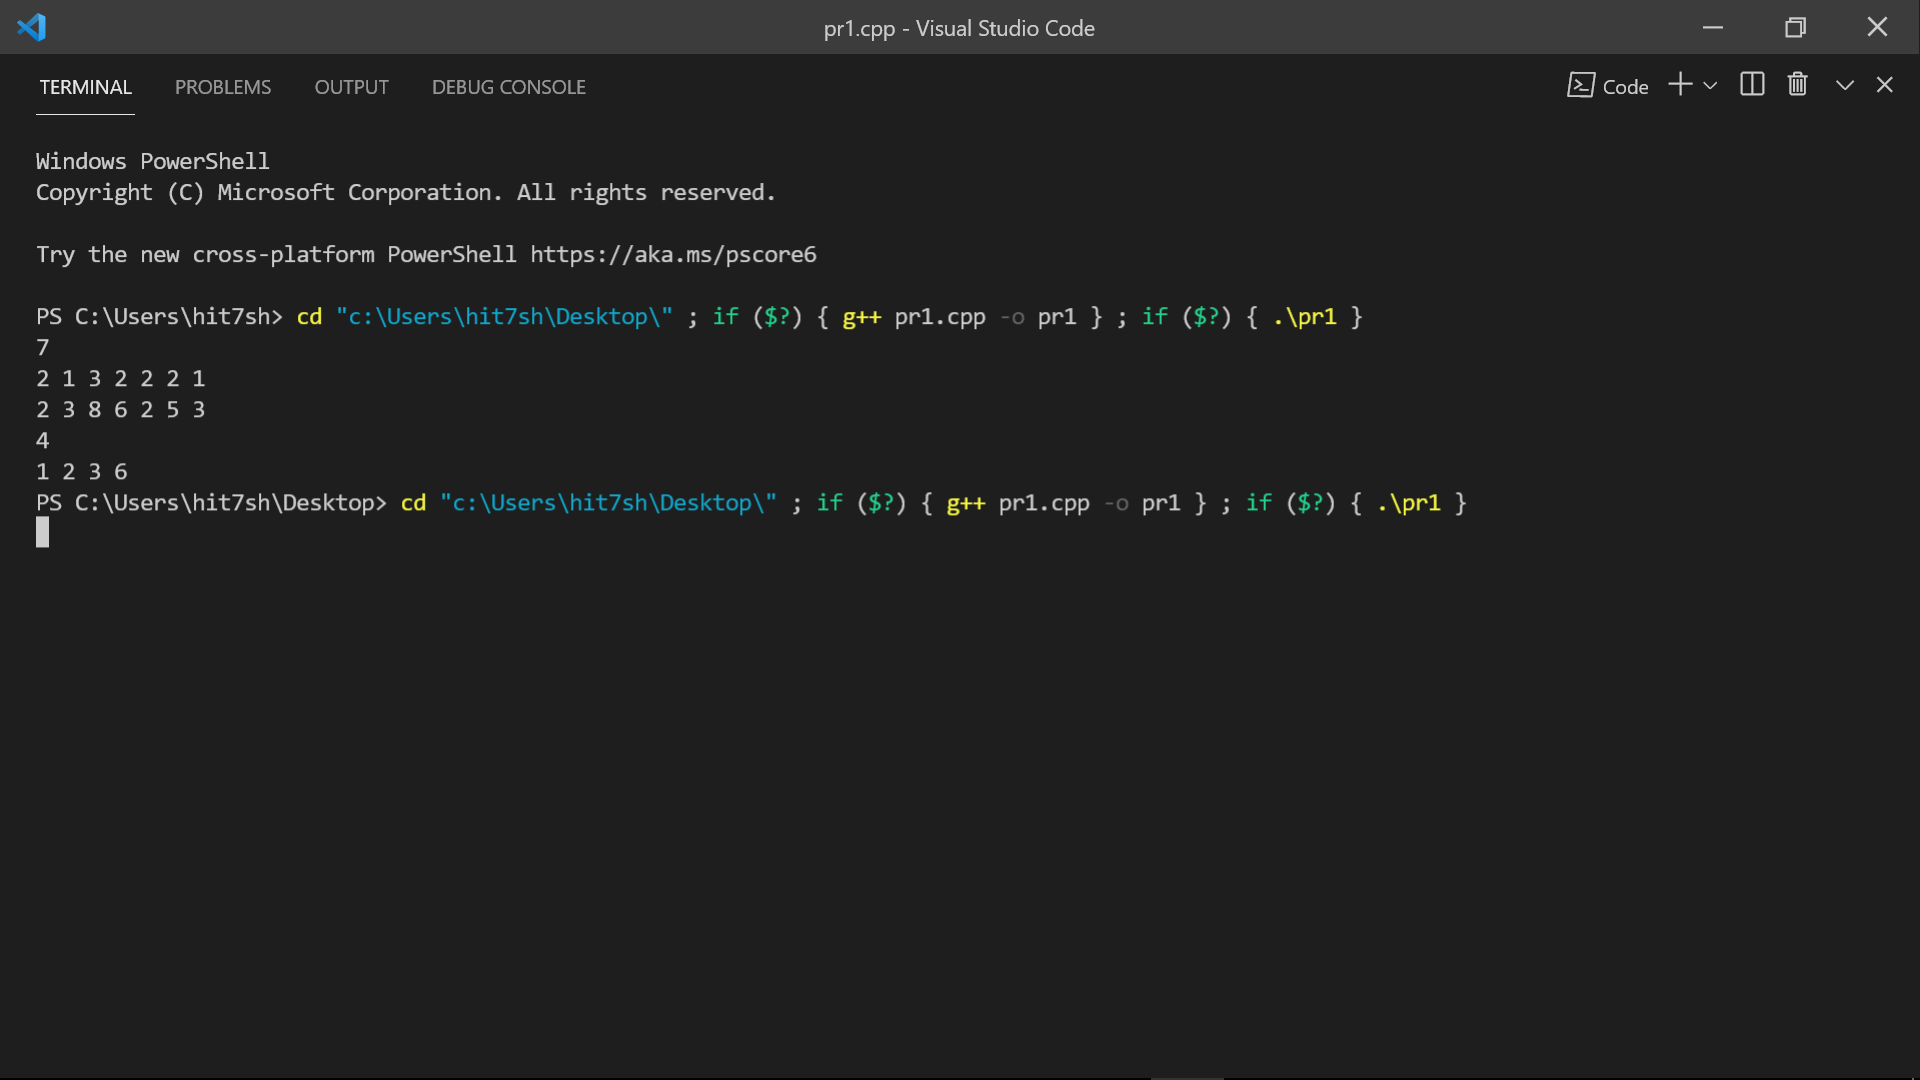 pr1.cpp - Visual Studio Code
TERMINAL PROBLEMS OUTPUT DEBUG CONSOLE Code
Windows PowerShell
Copyright (C) Microsoft Corporation. All rights reserved.
Try the new cross-platform PowerShell https://aka.ms/pscore6
PS C:\Users\hit7sh> cd "c:\Users\hit7sh\Desktop\" ; if ($?) { g++ pr1.cpp -o pr1 } ; if ($?) { .\pr1 }
7
2 1 3 2 2 2 1
2 3 8 6 2 5 3
4
1 2 3 6
PS C:\Users\hit7sh\Desktop> cd "c:\Users\hit7sh\Desktop\" ; if ($?) { g++ pr1.cpp -o pr1 } ; if ($?) { .\pr1 }